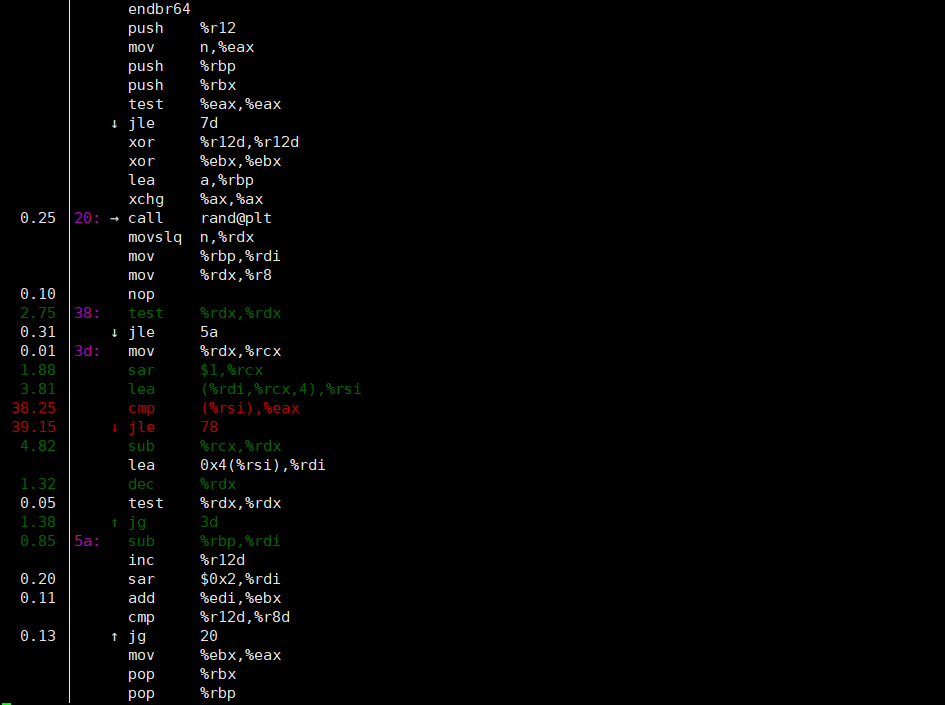 endbr64
push %r12
mov n,%eax
push %rbp
push %rbx
test %eax,%eax
↓ jle 7d
xor %r12d,%r12d
xor %ebx,%ebx
lea a,%rbp
xchg %ax,%ax
0.25 20: → call rand@plt
movslq n,%rdx
mov %rbp,%rdi
mov %rdx,%r8
0.10 nop
2.75 38: test %rdx,%rdx
0.31 ↓ jle 5a
0.01 3d: mov %rdx,%rcx
1.88 sar $1,%rcx
3.81 lea (%rdi,%rcx,4),%rsi
38.25 cmp (%rsi),%eax
39.15 ↓ jle 78
4.82 sub %rcx,%rdx
lea 0x4(%rsi),%rdi
1.32 dec %rdx
0.05 test %rdx,%rdx
1.38 ↑ jg 3d
0.85 5a: sub %rbp,%rdi
inc %r12d
0.20 sar $0x2,%rdi
0.11 add %edi,%ebx
cmp %r12d,%r8d
0.13 ↑ jg 20
mov %ebx,%eax
pop %rbx
pop %rbp